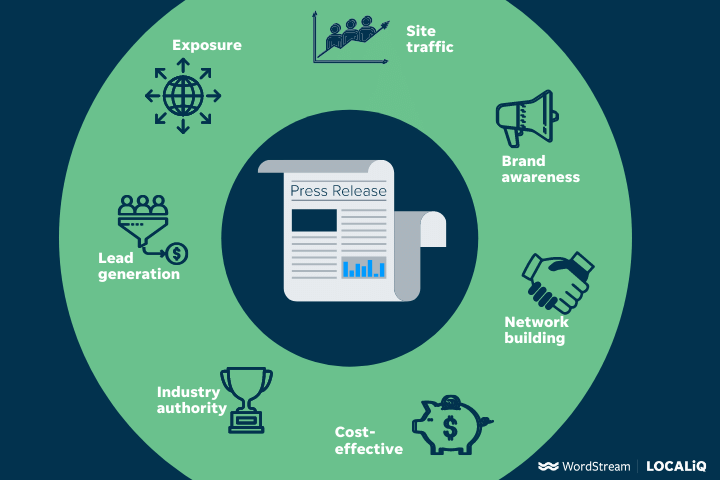 Exposure
Site
traffic
Brand
awareness
Press Release
Lead
generation
$
Network
building
Industry
authority
Cost-
effective
$
WordStream | LOCALiQ